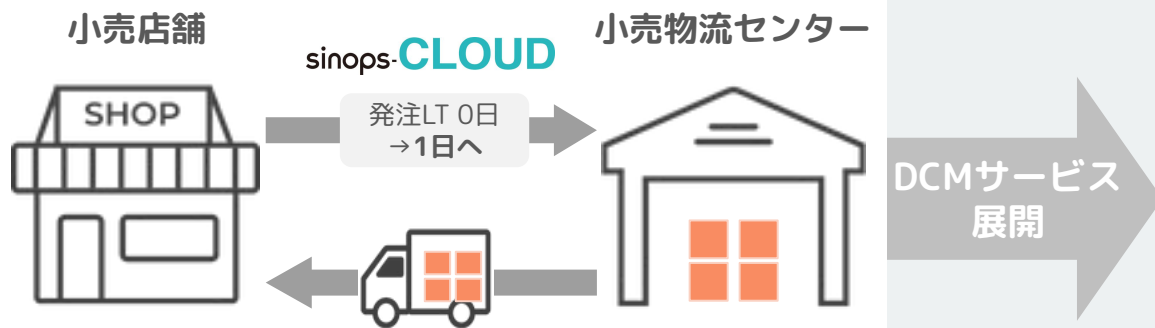 小売店舗
小売物流センター
sinops-CLOUD
SHOP
発注LT 0日
→1日へ
DCMサービス
展開